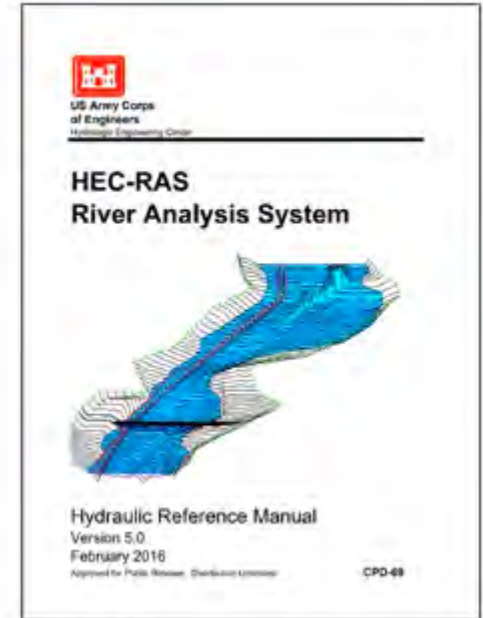 US Army Corps
of Engineers
Hydrologic Engineering Center
HEC-RAS
River Analysis System
Hydraulic Reference Manual
Version 5.0
February 2016
Approved for Public Release. Distribution Unlimited
CPD-69